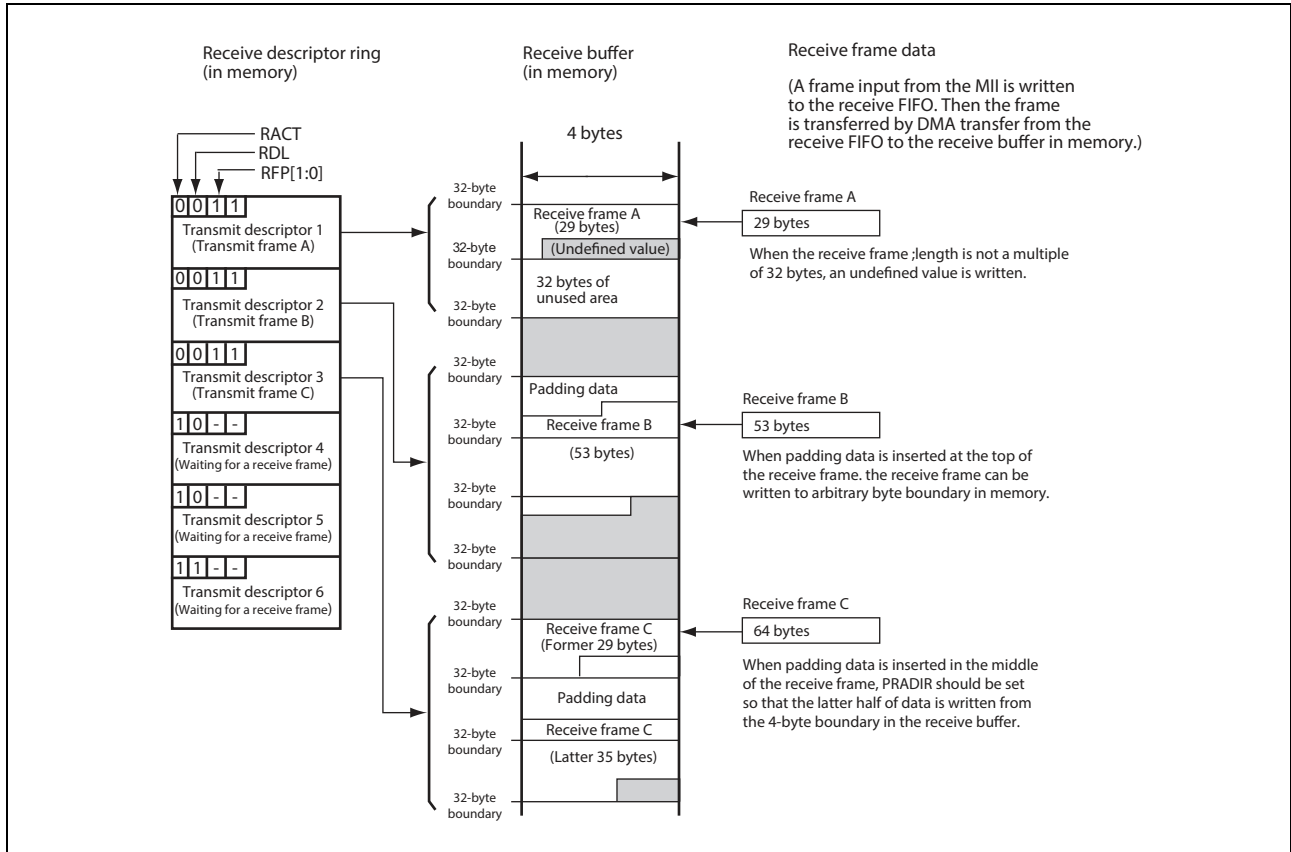 Receive descriptor ring
(in memory)
RACT
RDL
RFP[1:0]
0 0 1 1
Transmit descriptor 1
(Transmit frame A)
0 0 1 1
Transmit descriptor 2
(Transmit frame B)
0 0 1 1
Transmit descriptor 3
(Transmit frame C)
1 0 - -
Transmit descriptor 4
(Waiting for a receive frame)
1 0 - -
Transmit descriptor 5
(Waiting for a receive frame)
1 1 - -
Transmit descriptor 6
(Waiting for a receive frame)
Receive buffer
(in memory)
4 bytes
32-byte
boundary
Receive frame A
(29 bytes)
(Undefined value)
32-byte
boundary
32 bytes of
unused area
32-byte
boundary
32-byte
boundary
Padding data
32-byte
boundary
Receive frame B
(53 bytes)
32-byte
boundary
32-byte
boundary
32-byte
boundary
Receive frame C
(Former 29 bytes)
32-byte
boundary
Padding data
32-byte
boundary
Receive frame C
(Latter 35 bytes)
32-byte
boundary
Receive frame data
(A frame input from the MII is written
to the receive FIFO. Then the frame
is transferred by DMA transfer from the
receive FIFO to the receive buffer in memory.)
Receive frame A
29 bytes
When the receive frame ;length is not a multiple
of 32 bytes, an undefined value is written.
Receive frame B
53 bytes
When padding data is inserted at the top of
the receive frame. the receive frame can be
written to arbitrary byte boundary in memory.
Receive frame C
64 bytes
When padding data is inserted in the middle
of the receive frame, PRADIR should be set
so that the latter half of data is written from
the 4-byte boundary in the receive buffer.